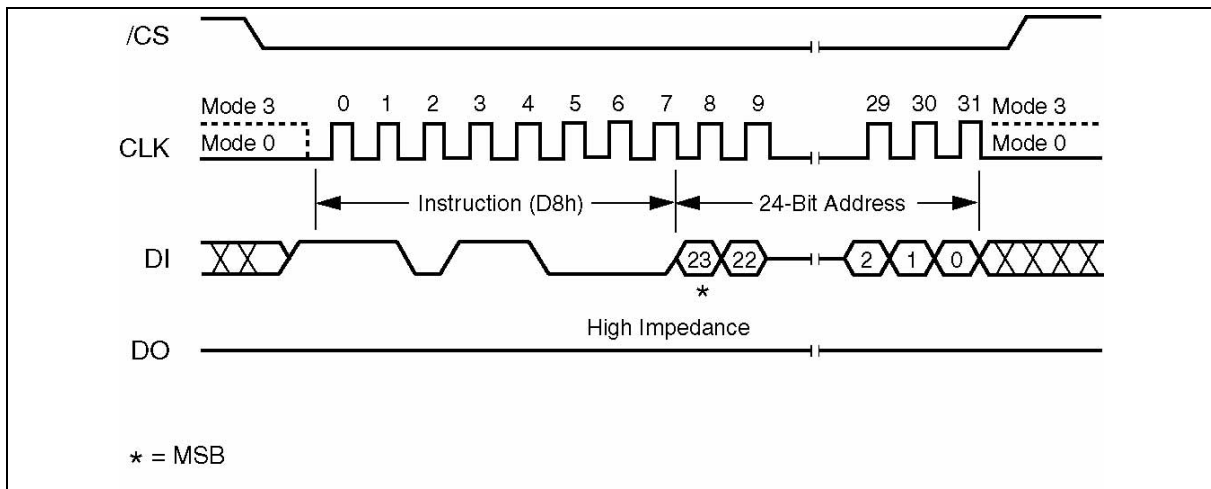 /CS
Mode 3 0 1 2 3 4 5 6 7 8 9 29 30 31 Mode 3
CLK Mode 0 Mode 0
Instruction (D8h) 24-Bit Address
DI 23 22 2 1 0
*
High Impedance
DO
* = MSB